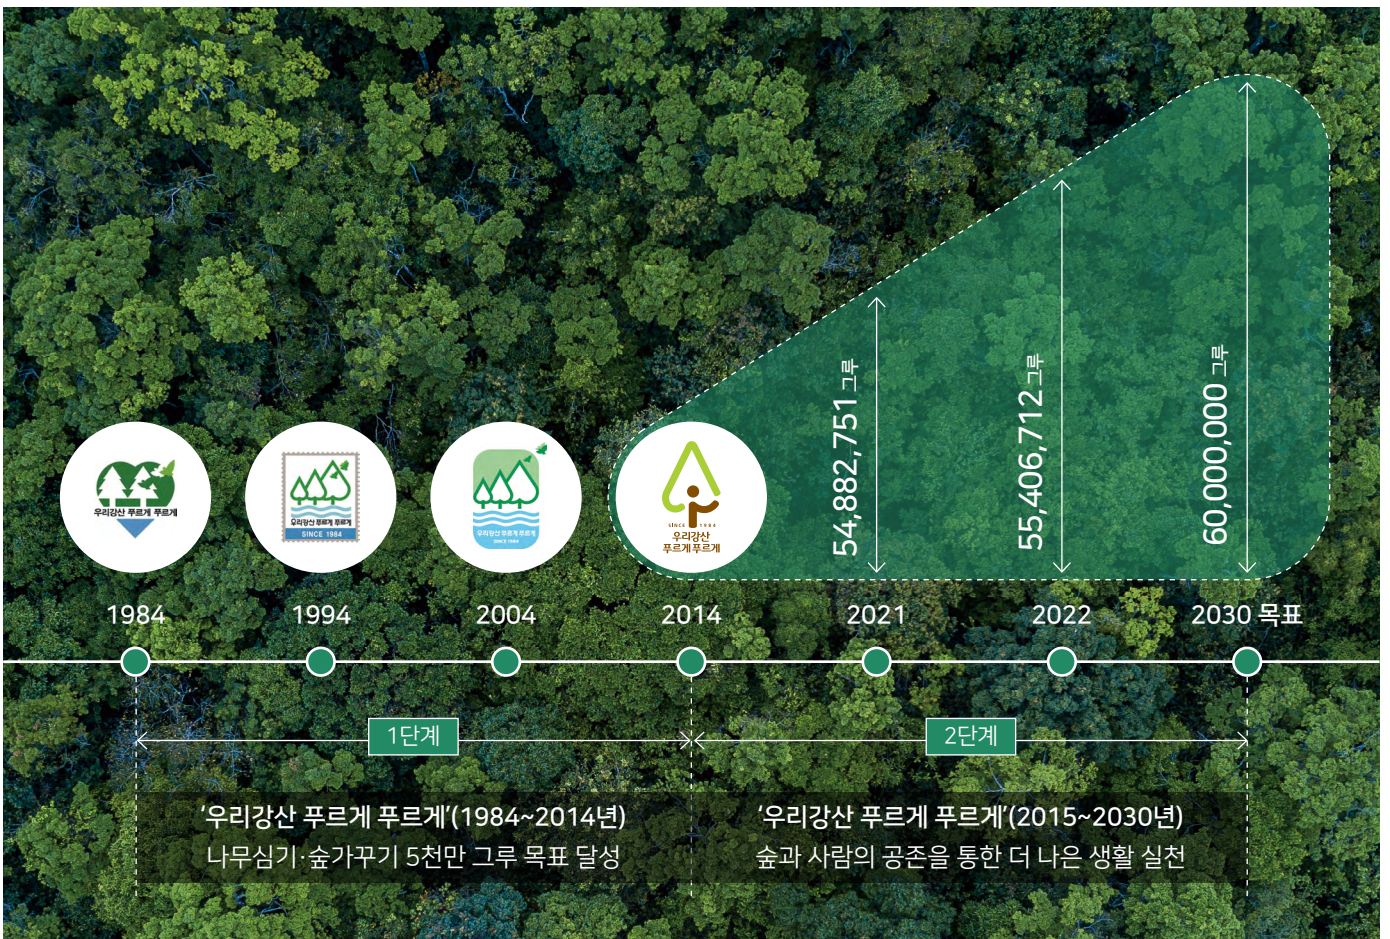 54,882,751 그루
55,406,712 그루
60,000,000 그루
우리강산 푸르게 푸르게
우리강산 푸르게 푸르게
SINCE 1984
우리강산 푸르게 푸르게
SINCE 1984
SINCE 1984
우리강산
푸르게 푸르게
1984
1994
2004
2014
2021
2022
2030 목표
1단계
2단계
‘우리강산 푸르게 푸르게’(1984~2014년)
나무심기·숲가꾸기 5천만 그루 목표 달성
‘우리강산 푸르게 푸르게’(2015~2030년)
숲과 사람의 공존을 통한 더 나은 생활 실천